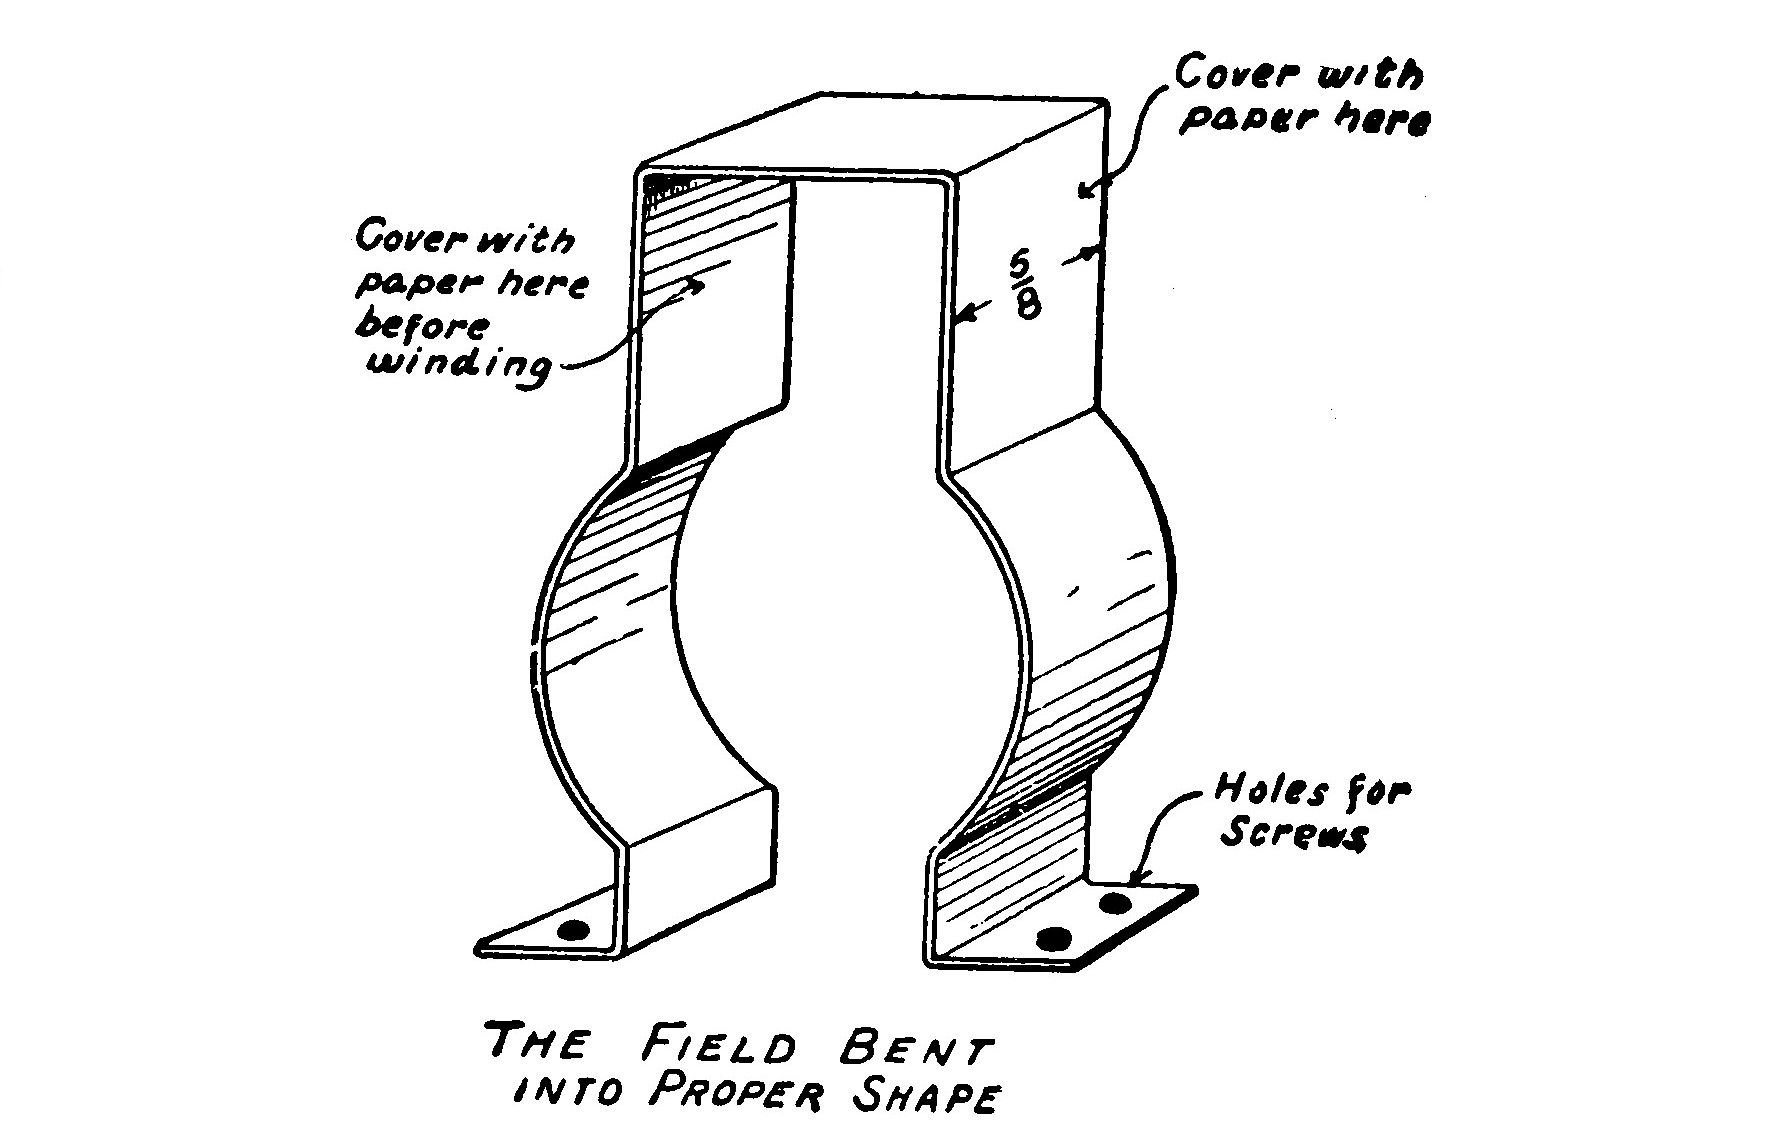 Cover with
paper here
Cover with
paper here
before
winding
5/8
Holes for
Screws
THE FIELD BENT
INTO PROPER SHAPE